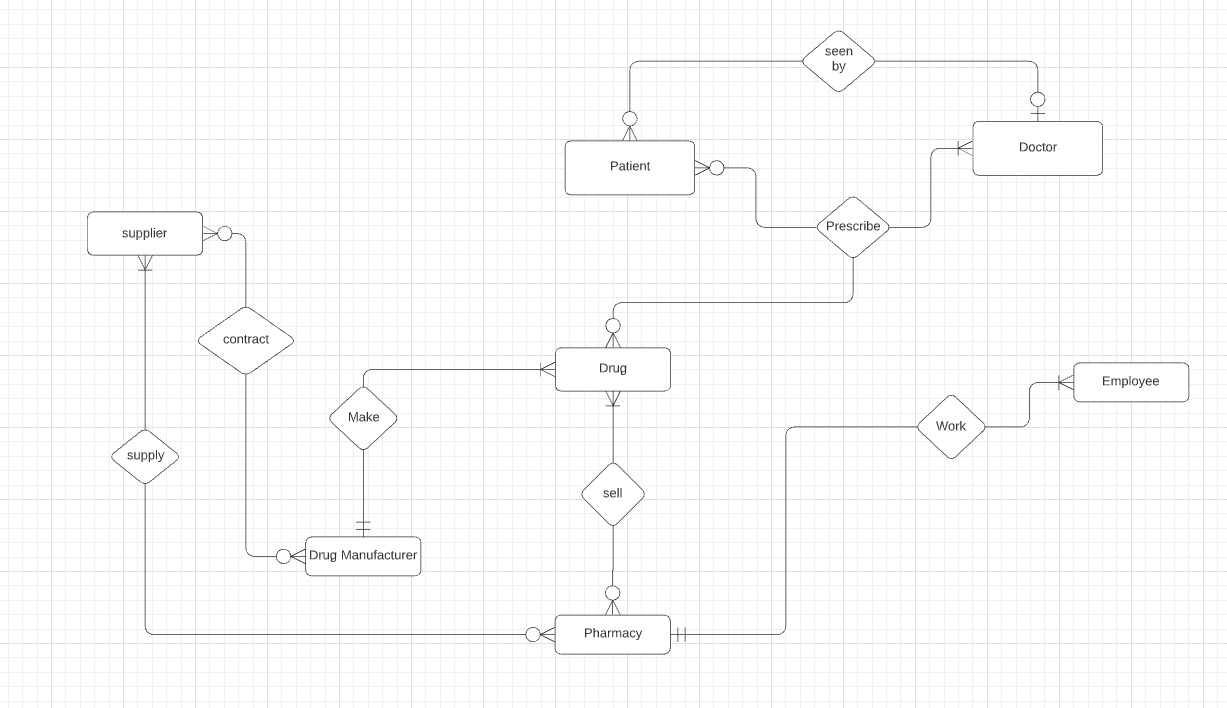 seen
by
Doctor
Patient
Prescribe
supplier
contract
Drug
Employee
Make
Work
supply
sell
Drug Manufacturer
Pharmacy